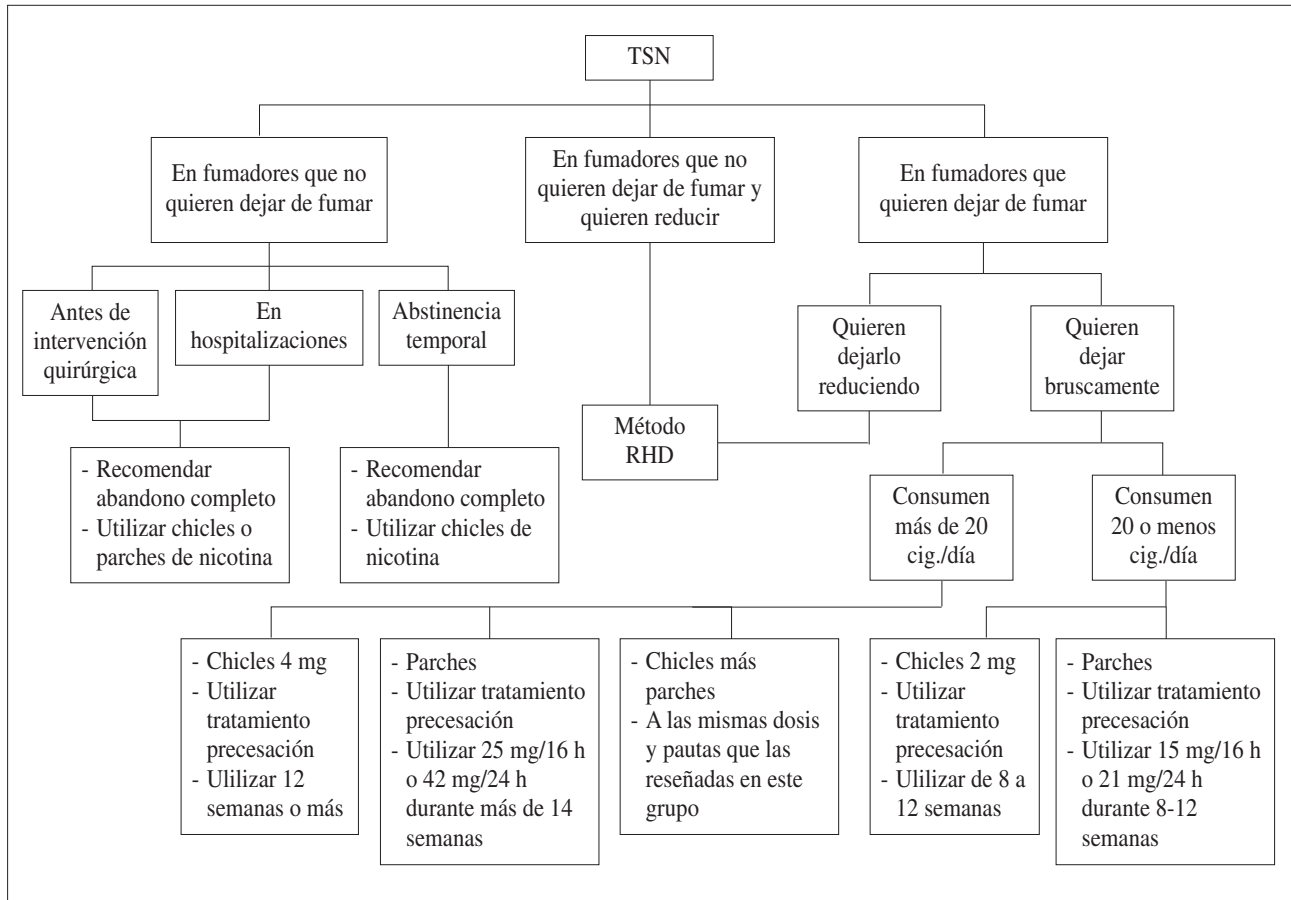 TSN
En fumadores que no
quieren dejar de fumar
En fumadores que no
quieren dejar de fumar y
quieren reducir
En fumadores que
quieren dejar de fumar
Antes de
intervención
quirúrgica
En
hospitalizaciones
Abstinencia
temporal
Quieren
dejarlo
reduciendo
Quieren
dejar
bruscamente
Método
RHD
- Recomendar
abandono completo
- Utilizar chicles o
parches de nicotina
- Recomendar
abandono completo
- Utilizar chicles de
nicotina
Consumen
más de 20
cig./día
Consumen
20 o menos
cig./día
- Chicles 4 mg
- Utilizar
tratamiento
precesación
- Ulilizar 12
semanas o más
- Parches
- Utilizar tratamiento
precesación
- Utilizar 25 mg/16 h
o 42 mg/24 h
durante más de 14
semanas
- Chicles más
parches
- A las mismas dosis
y pautas que las
reseñadas en este
grupo
- Chicles 2 mg
- Utilizar
tratamiento
precesación
- Ulilizar de 8 a
12 semanas
- Parches
- Utilizar tratamiento
precesación
- Utilizar 15 mg/16 h
o 21 mg/24 h
durante 8-12
semanas